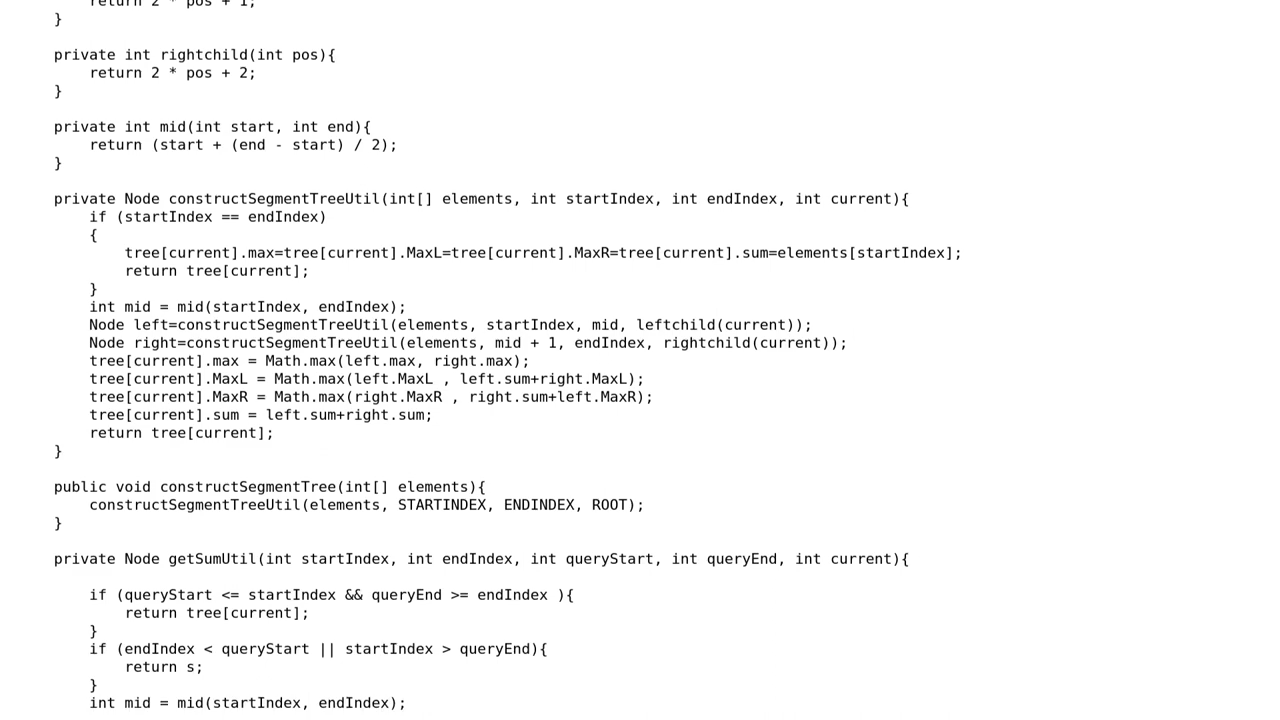 return 2 * pos + 1;
}
private int rightchild(int pos){
return 2 * pos + 2;
}
private int mid(int start, int end){
return (start + (end - start) / 2);
}
private Node constructSegmentTreeUtil(int[] elements, int startIndex, int endIndex, int current){
if (startIndex == endIndex)
{
tree[current].max=tree[current].MaxL=tree[current].MaxR=tree[current].sum=elements[startIndex];
return tree[current];
}
int mid = mid(startIndex, endIndex);
Node left=constructSegmentTreeUtil(elements, startIndex, mid, leftchild(current));
Node right=constructSegmentTreeUtil(elements, mid + 1, endIndex, rightchild(current));
tree[current].max = Math.max(left.max, right.max);
tree[current].MaxL = Math.max(left.MaxL , left.sum+right.MaxL);
tree[current].MaxR = Math.max(right.MaxR , right.sum+left.MaxR);
tree[current].sum = left.sum+right.sum;
return tree[current];
}
public void constructSegmentTree(int[] elements){
constructSegmentTreeUtil(elements, STARTINDEX, ENDINDEX, ROOT);
}
private Node getSumUtil(int startIndex, int endIndex, int queryStart, int queryEnd, int current){
if (queryStart <= startIndex && queryEnd >= endIndex ){
return tree[current];
}
if (endIndex < queryStart || startIndex > queryEnd){
return s;
}
int mid = mid(startIndex, endIndex);